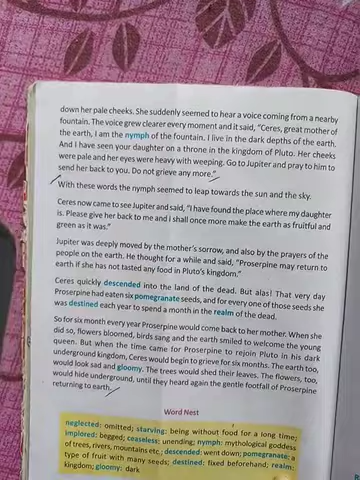 down her pale cheeks. She suddenly seemed to hear a voice coming from a nearby
fountain. The voice grew clearer every moment and it said, "Ceres, great mother of
the earth, I am the nymph of the fountain. I live in the dark depths of the earth.
And I have seen your daughter on a throne in the kingdom of Pluto. Her cheeks
were pale and her eyes were heavy with weeping. Go to Jupiter and pray to him to
send her back to you. Do not grieve any more."
With these words the nymph seemed to leap towards the sun and the sky.
Ceres now came to see Jupiter and said, "I have found the place where my daughter
is. Please give her back to me and i shall once more make the earth as fruitful and
green as it was."
Jupiter was deeply moved by the mother's sorrow, and also by the prayers of the
people on the earth. He thought for a while and said, "Proserpine may return to
earth if she has not tasted any food in Pluto's kingdom."
Ceres quickly descended into the land of the dead. But alas! That very day
Proserpine had eaten six pomegranate seeds, and for every one of those seeds she
was destined each year to spend a month in the realm of the dead.
So for six month every year Proserpine would come back to her mother. When she
did so, flowers bloomed, birds sang and the earth smiled to welcome the young
queen. But when the time came for Proserpine to rejoin Pluto in his dark
underground kingdom, Ceres would begin to grieve for six months. The earth too,
would look sad and gloomy. The trees would shed their leaves. The flowers, too,
would hide underground, until they heard again the gentle footfall of Proserpine
returning to earth.
Word Nest
neglected: omitted; starving: being without food for a long time;
implored: begged; ceaseless: unending; nymph: mythological goddess
of trees, rivers, mountains etc.; descended: went down; pomegranate: a
type of fruit with many seeds; destined: fixed beforehand; realm:
kingdom; gloomy: dark